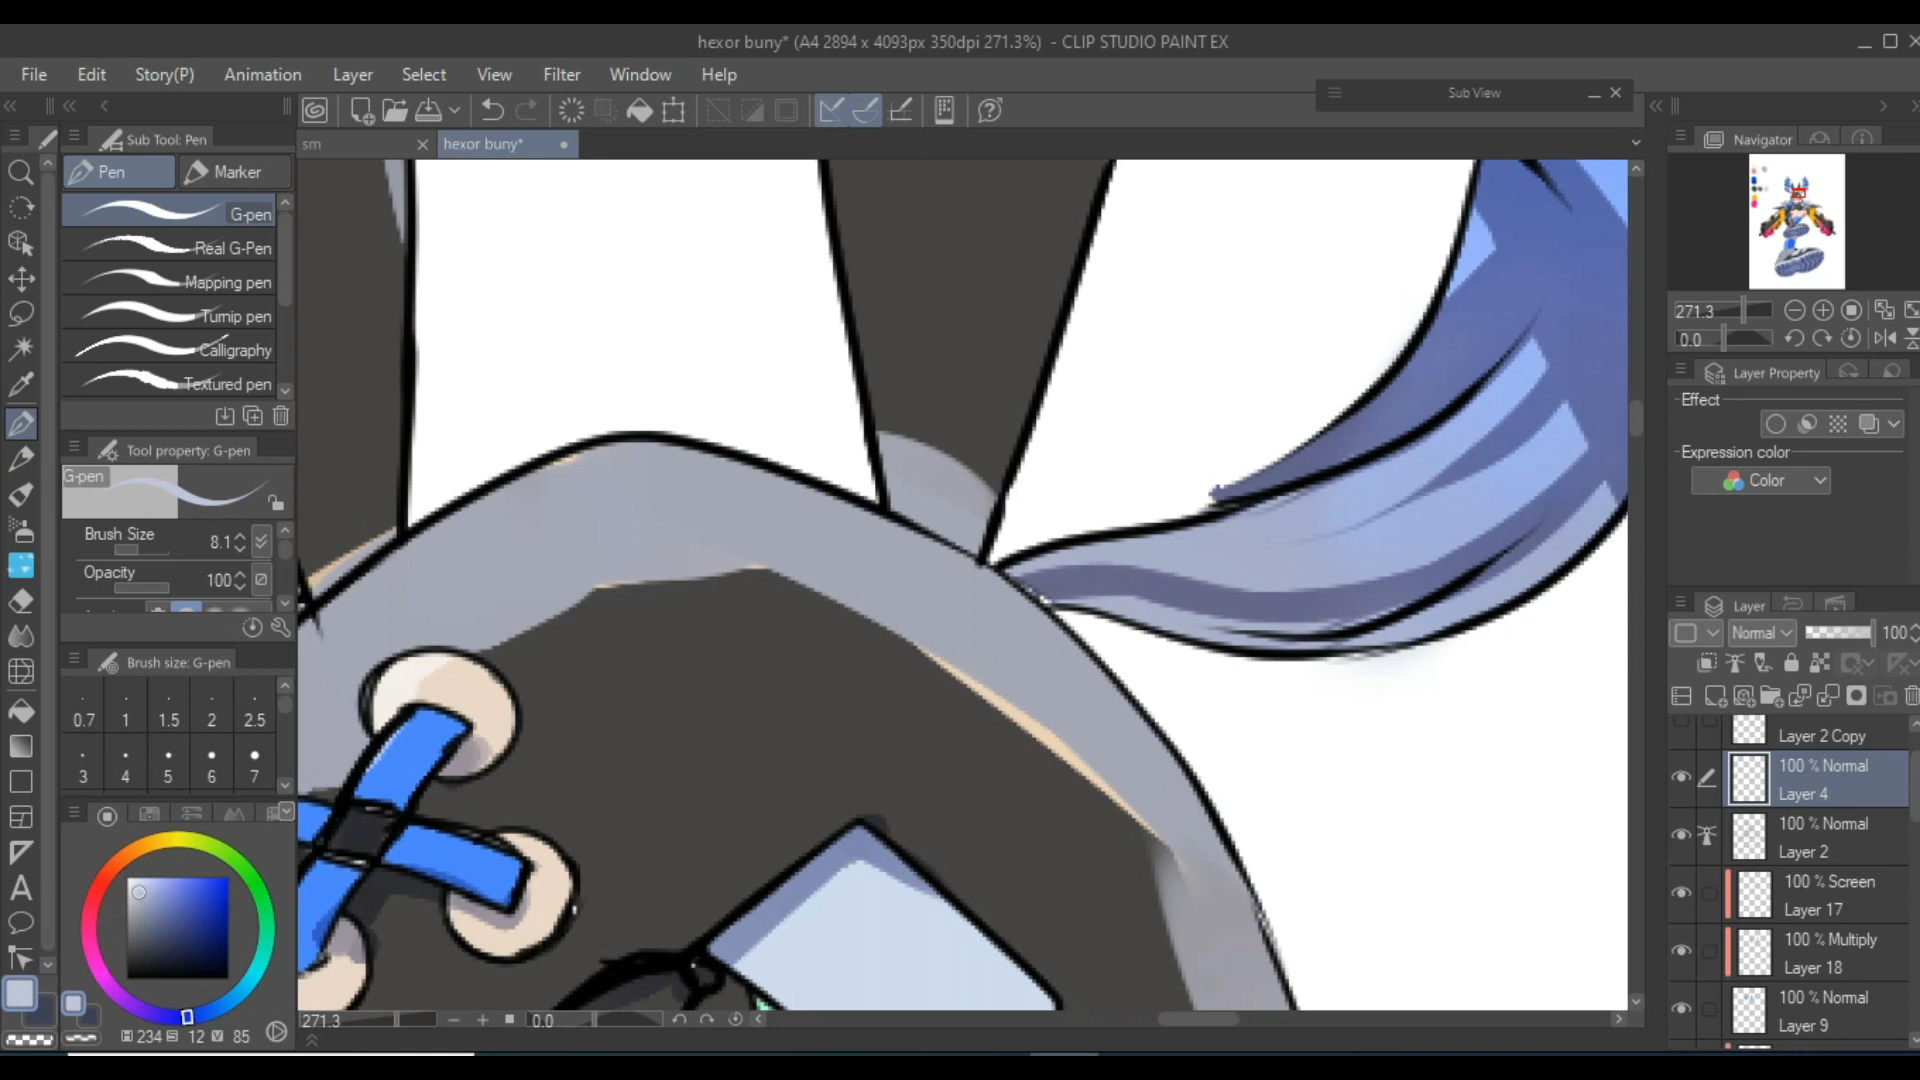 hexor buny* (A4 2894 x 4093px 350dpi 271.3%) - CLIP STUDIO PAINT EX
File Edit Story(P) Animation Layer Select View Filter Window Help
Sub View
Sub Tool: Pen
sm
hexor buny*
Navigator
Pen
Marker
G-pen
Real G-Pen
Mapping pen
Turnip pen
Calligraphy
Textured pen
271.3
0.0
Layer Property
Effect
Expression color
Color
Tool property: G-pen
G-pen
Brush Size
8.1
Opacity
100
Layer
Normal
100
Brush size: G-pen
0.7 1 1.5 2 2.5
3 4 5 6 7
Layer 2 Copy
100 % Normal
Layer 4
100 % Normal
Layer 2
100 % Screen
Layer 17
100 % Multiply
Layer 18
100 % Normal
Layer 9
271.3
0.0
H 234 S 12 V 85
A